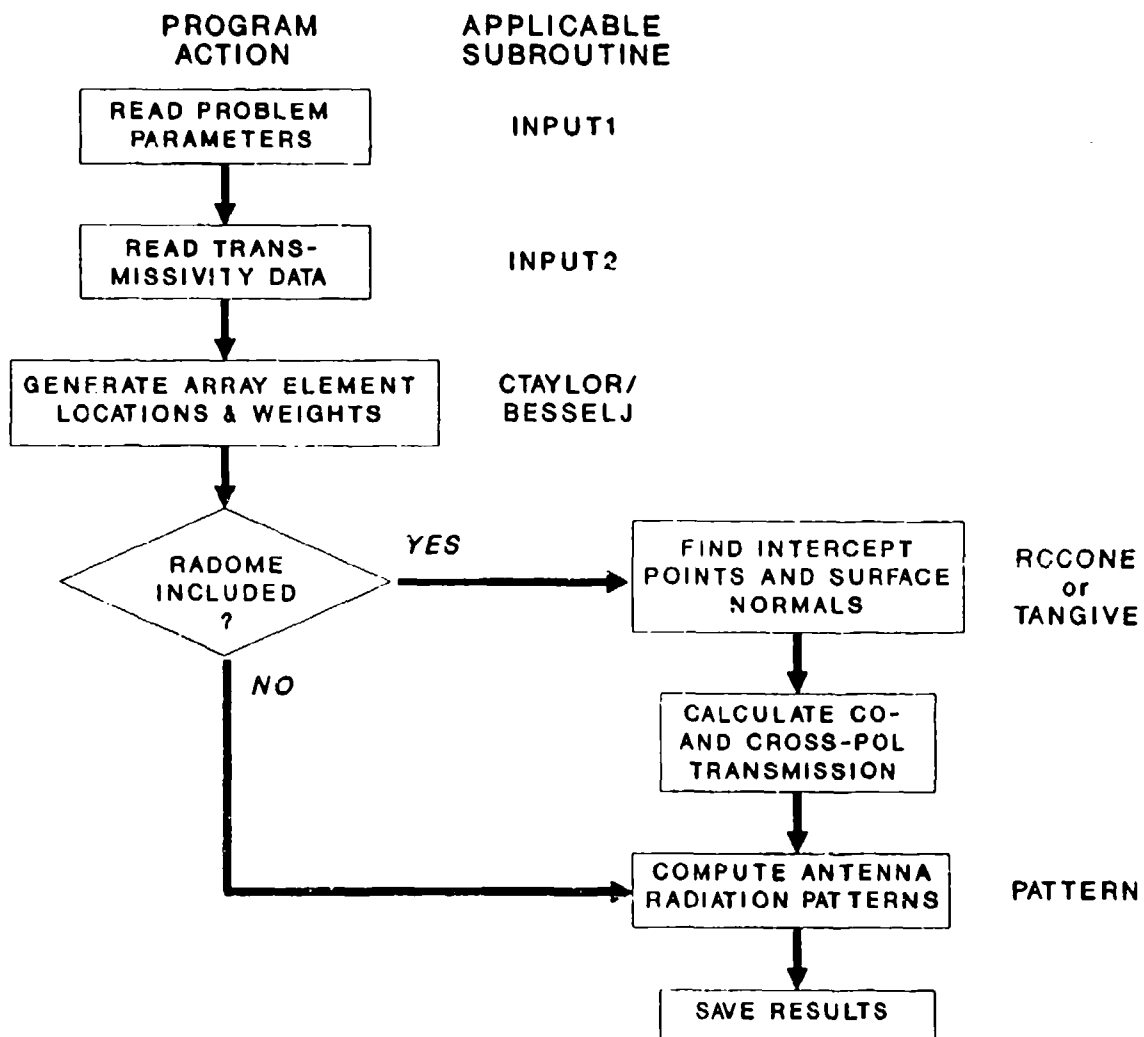 PROGRAM
ACTION
APPLICABLE
SUBROUTINE
READ PROBLEM
PARAMETERS
INPUT1
READ TRANS-
MISSIVITY DATA
INPUT2
GENERATE ARRAY ELEMENT
LOCATIONS & WEIGHTS
CTAYLOR/
BESSELJ
RADOME
INCLUDED
?
YES
NO
FIND INTERCEPT
POINTS AND SURFACE
NORMALS
RCCONE
or
TANGIVE
CALCULATE CO-
AND CROSS-POL
TRANSMISSION
COMPUTE ANTENNA
RADIATION PATTERNS
PATTERN
SAVE RESULTS